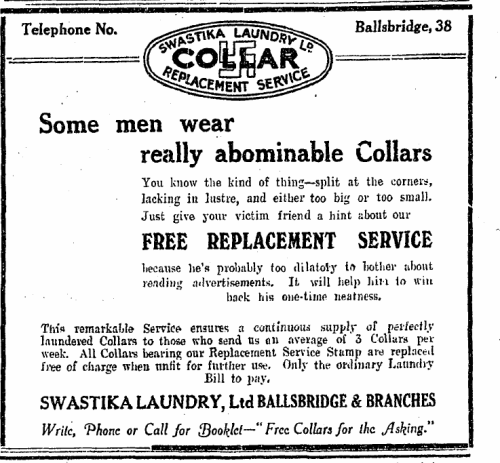 Telephone No.
Ballsbridge, 38
SWASTIKA LAUNDRY LD.
COLLAR
REPLACEMENT SERVICE
Some men wear
really abominable Collars
You know the kind of thing—split at the corners,
lacking in lustre, and either too big or too small.
Just give your victim friend a hint about our
FREE REPLACEMENT SERVICE
because he's probably too dilatoty to bother about
reading advertisements. It will help him to win
back his one-time neatness.
This remarkable Service ensures a continuous supply of perfectly
laundered Collars to those who send us an average of 3 Collars per
week. All Collars bearing our Replacement Service Stamp are replaced
free of charge when unfit for further use. Only the ordinary Laundry
Bill to pay.
SWASTIKA LAUNDRY, Ltd BALLSBRIDGE & BRANCHES
Write, Phone or Call for Booklet—"Free Collars for the Asking."